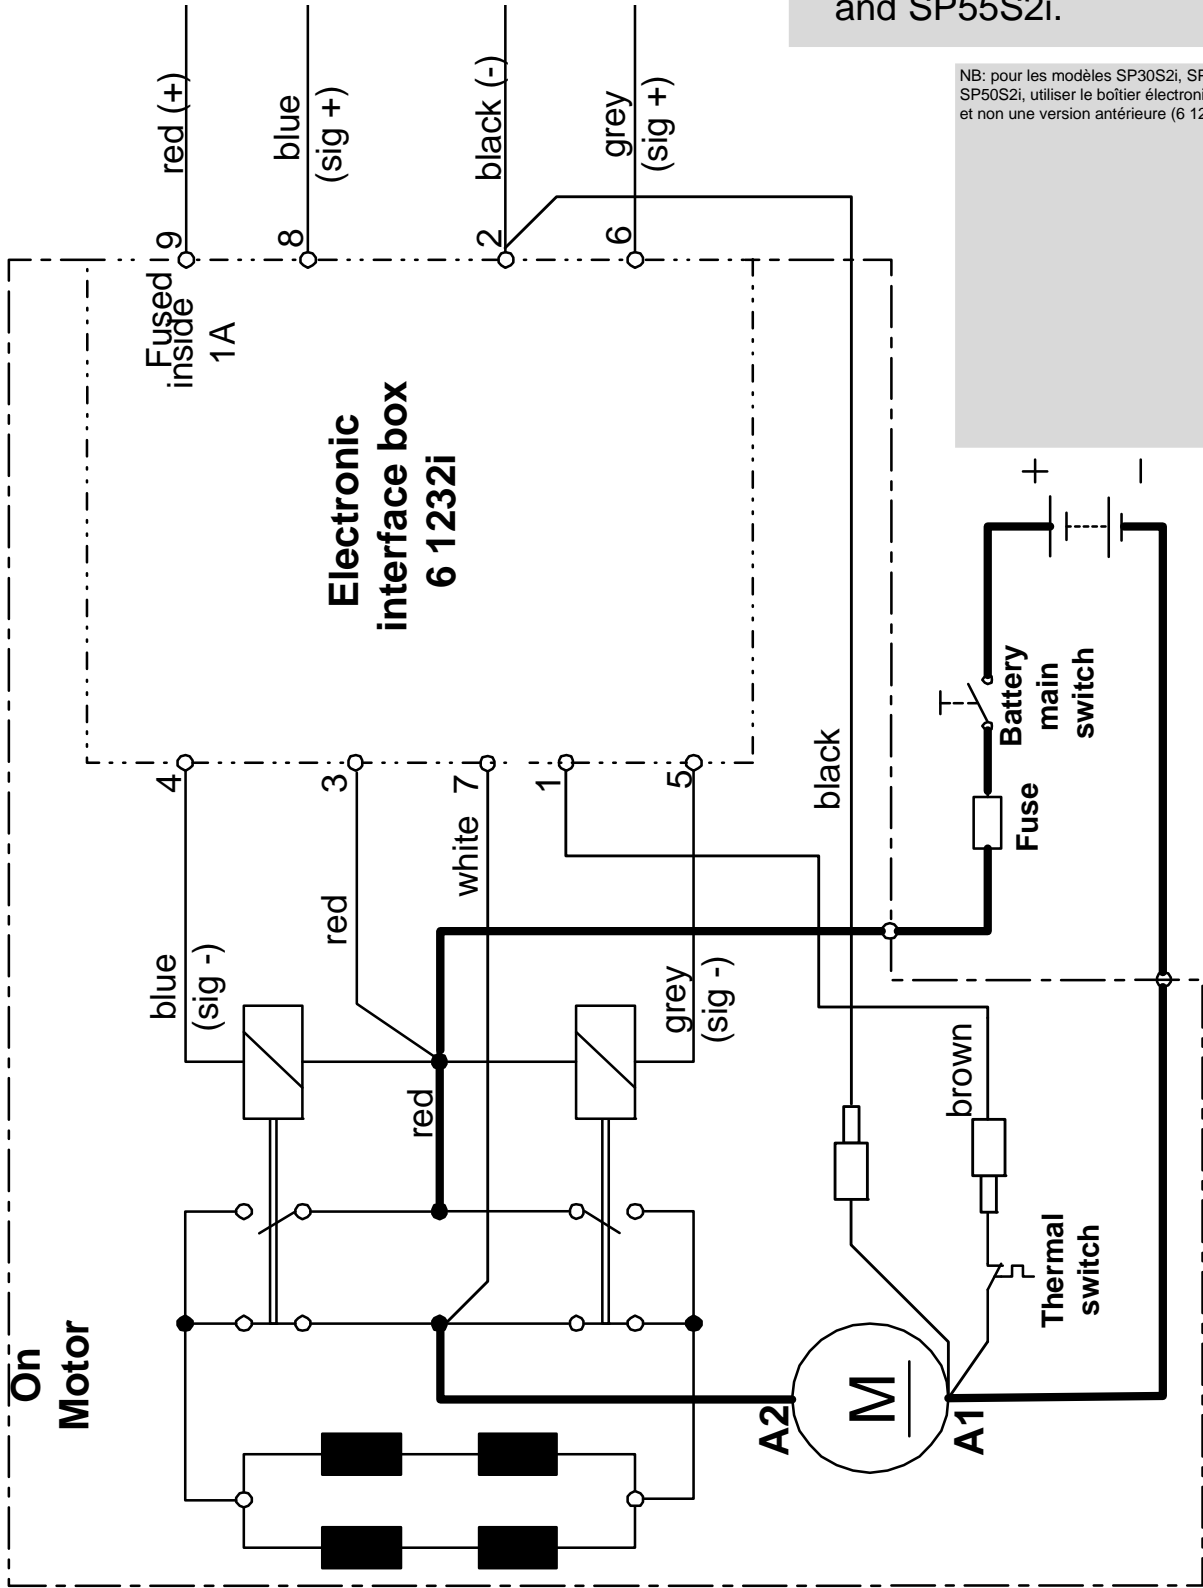 and SP55S2i.
NB: pour les modèles SP30S2i,
SP50S2i, utiliser le boîtier
et non une version antérieure (6
red (+)
blue
(sig +)
black (-)
grey
(sig +)
9
8
2
6
Fused
inside
1A
Electronic
interface box
6 1232i
4
3
7
1
5
blue
(sig -)
red
white
grey
(sig -)
black
red
brown
+
-
Battery
main
switch
Fuse
Thermal
switch
On
Motor
A2
M
A1